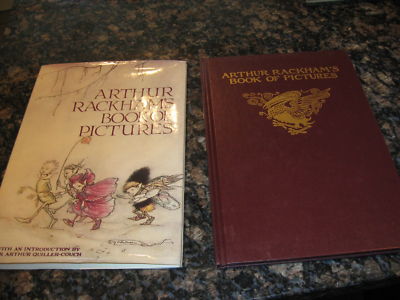 ARTHUR
RACKHAM'S
BOOK OF
PICTURES
WITH AN INTRODUCTION BY
SIR ARTHUR QUILLER-COUCH
ARTHUR RACKHAM'S
BOOK OF PICTURES